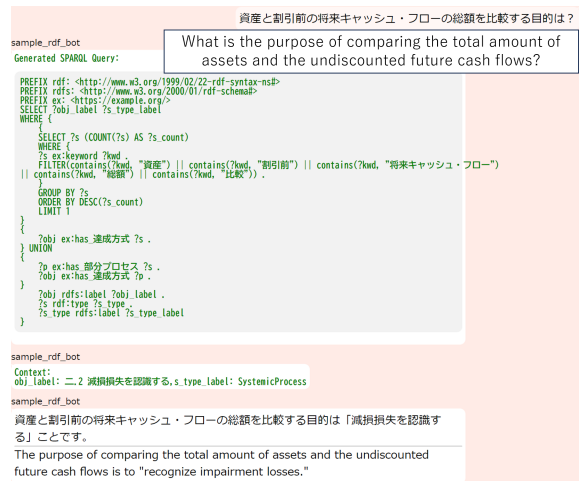 資産と割引前の将来キャッシュ・フローの総額を比較する目的は？
What is the purpose of comparing the total amount of
assets and the undiscounted future cash flows?
sample_rdf_bot
Generated SPARQL Query:
PREFIX rdf: <http://www.w3.org/1999/02/22-rdf-syntax-ns#>
PREFIX rdfs: <http://www.w3.org/2000/01/rdf-schema#>
PREFIX ex: <https://example.org/>
SELECT ?obj_label ?s_type_label
WHERE {
{
SELECT ?s (COUNT(?s) AS ?s_count)
WHERE {
?s ex:keyword ?kwd .
FILTER(contains(?kwd, "資産") || contains(?kwd, "割引前") || contains(?kwd, "将来キャッシュ・フロー")
|| contains(?kwd, "総額") || contains(?kwd, "比較")) .
}
GROUP BY ?s
ORDER BY DESC(?s_count)
LIMIT 1
}
{
?obj ex:has_達成方式 ?s .
} UNION
{
?p ex:has_部分プロセス ?s .
?obj ex:has_達成方式 ?p .
}
?obj rdfs:label ?obj_label .
?s rdf:type ?s_type .
?s_type rdfs:label ?s_type_label
}
sample_rdf_bot
Context:
obj_label: 二.2 減損損失を認識する,s_type_label: SystemicProcess
sample_rdf_bot
資産と割引前の将来キャッシュ・フローの総額を比較する目的は「減損損失を認識す
る」ことです。
The purpose of comparing the total amount of assets and the undiscounted
future cash flows is to "recognize impairment losses."